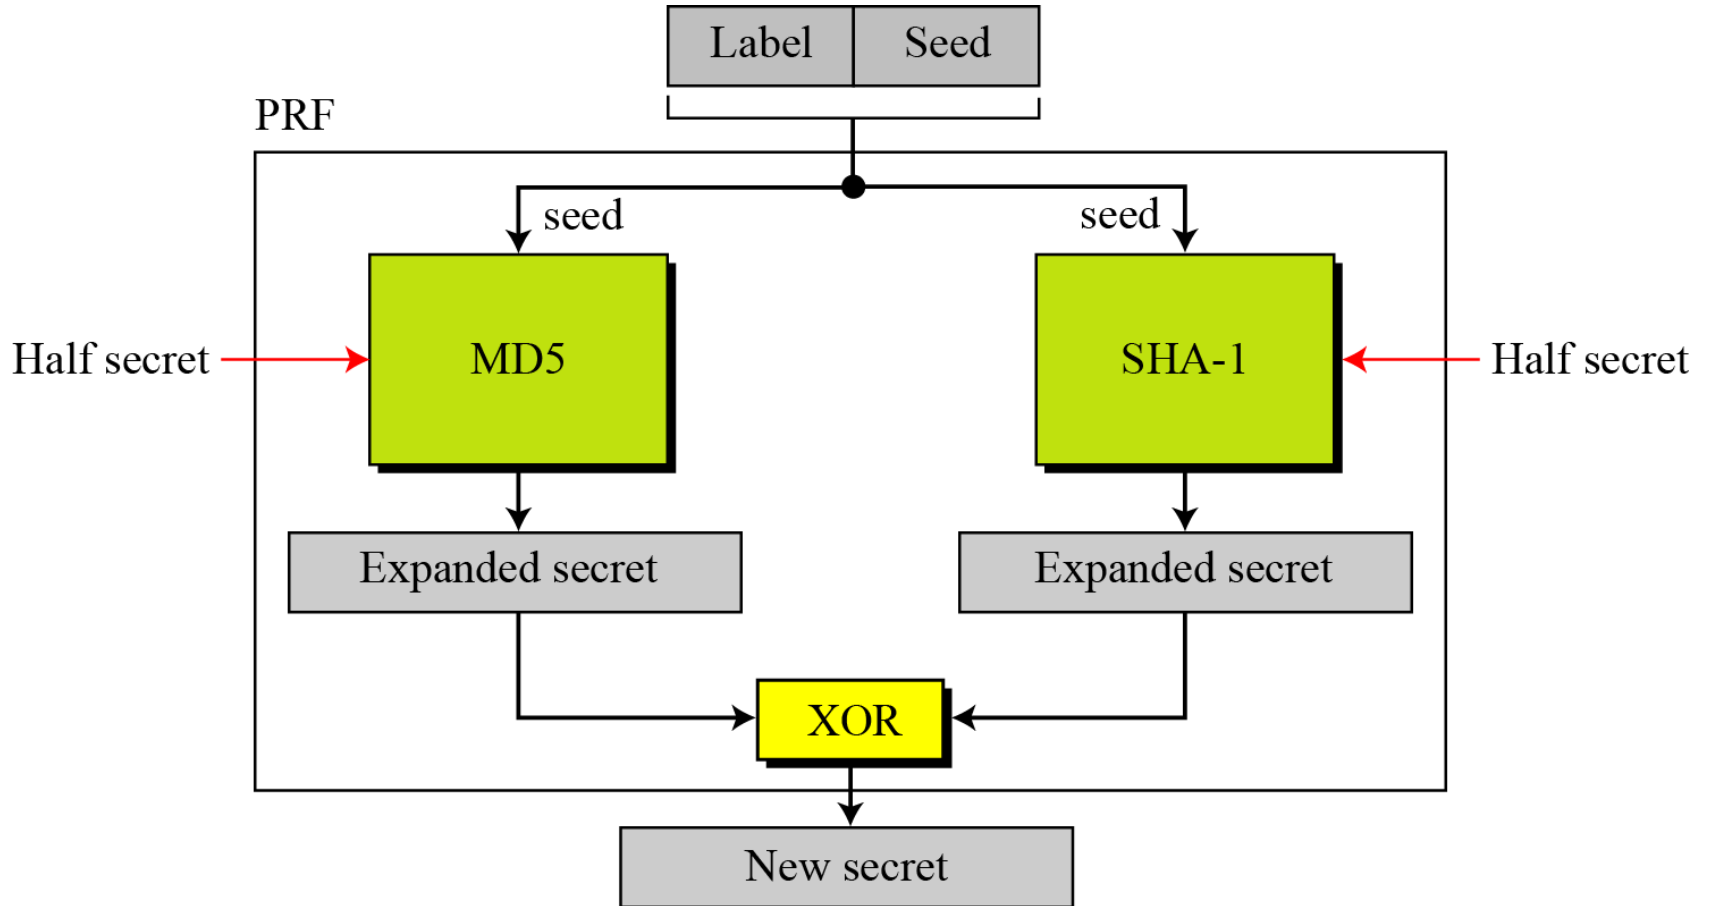 Label Seed
PRF
seed seed
Half secret MD5 SHA-1 Half secret
Expanded secret Expanded secret
XOR
New secret